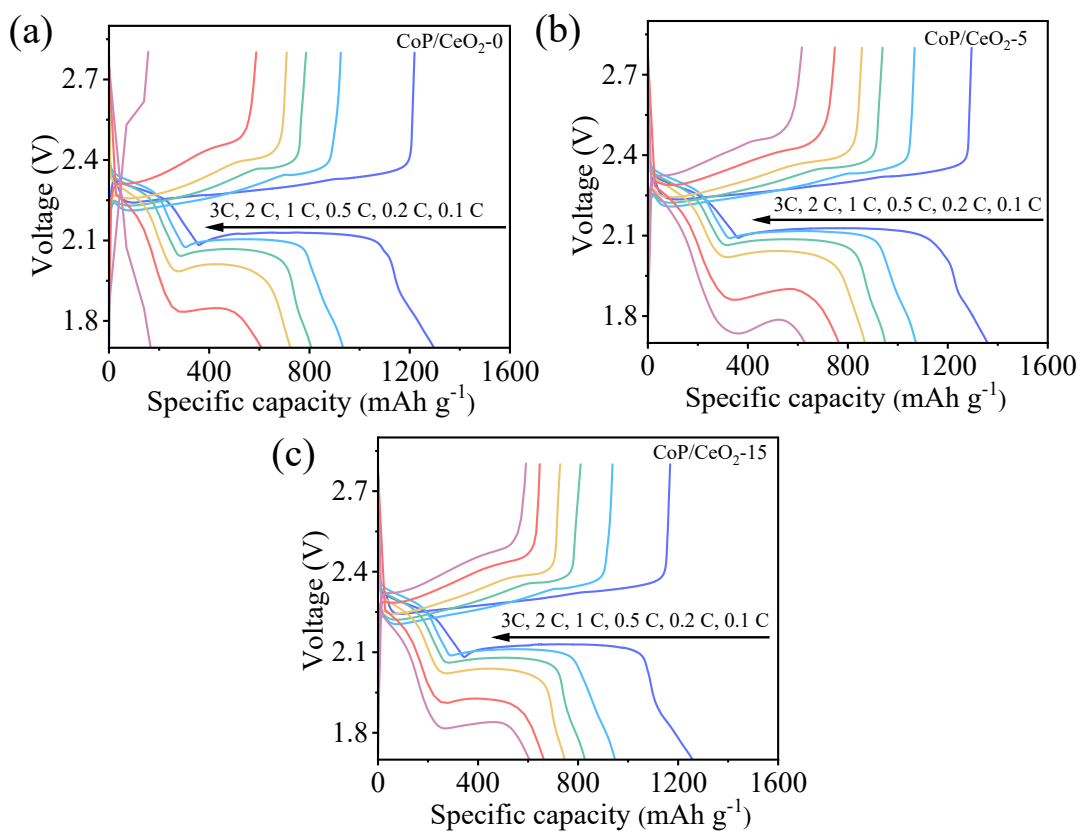 (a)
CoP/CeO₂-0
2.7
2.4
2.1
1.8
Voltage (V)
3C, 2 C, 1 C, 0.5 C, 0.2 C, 0.1 C
0
400
800
1200
1600
Specific capacity (mAh g⁻¹)
(b)
CoP/CeO₂-5
2.7
2.4
2.1
1.8
Voltage (V)
3C, 2 C, 1 C, 0.5 C, 0.2 C, 0.1 C
0
400
800
1200
1600
Specific capacity (mAh g⁻¹)
(c)
CoP/CeO₂-15
2.7
2.4
2.1
1.8
Voltage (V)
3C, 2 C, 1 C, 0.5 C, 0.2 C, 0.1 C
0
400
800
1200
1600
Specific capacity (mAh g⁻¹)